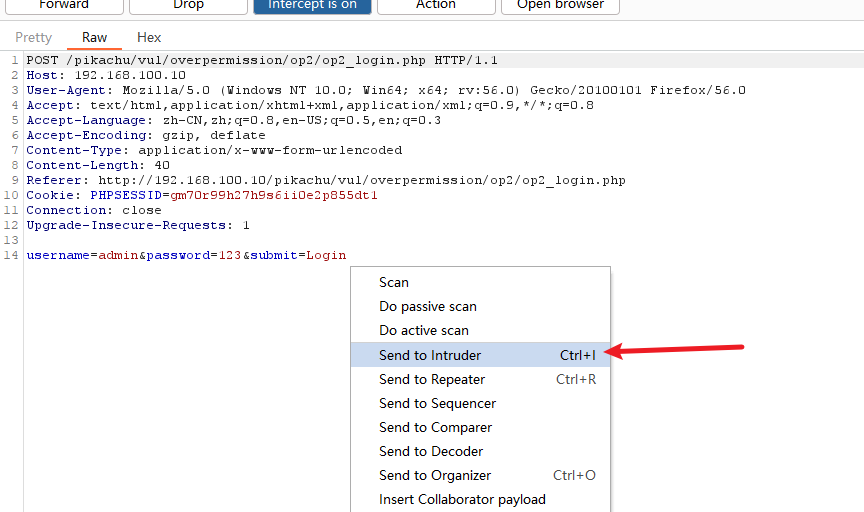 Forward Drop Intercept is on Action Open browser
Pretty Raw Hex
1 POST /pikachu/vul/overpermission/op2/op2_login.php HTTP/1.1
2 Host: 192.168.100.10
3 User-Agent: Mozilla/5.0 (Windows NT 10.0; Win64; x64; rv:56.0) Gecko/20100101 Firefox/56.0
4 Accept: text/html,application/xhtml+xml,application/xml;q=0.9,*/*;q=0.8
5 Accept-Language: zh-CN,zh;q=0.8,en-US;q=0.5,en;q=0.3
6 Accept-Encoding: gzip, deflate
7 Content-Type: application/x-www-form-urlencoded
8 Content-Length: 40
9 Referer: http://192.168.100.10/pikachu/vul/overpermission/op2/op2_login.php
10 Cookie: PHPSESSID=gm70r99h27h9s6ii0e2p855dt1
11 Connection: close
12 Upgrade-Insecure-Requests: 1
13
14 username=admin&password=123&submit=Login
Scan
Do passive scan
Do active scan
Send to Intruder Ctrl+I
Send to Repeater Ctrl+R
Send to Sequencer
Send to Comparer
Send to Decoder
Send to Organizer Ctrl+O
Insert Collaborator payload